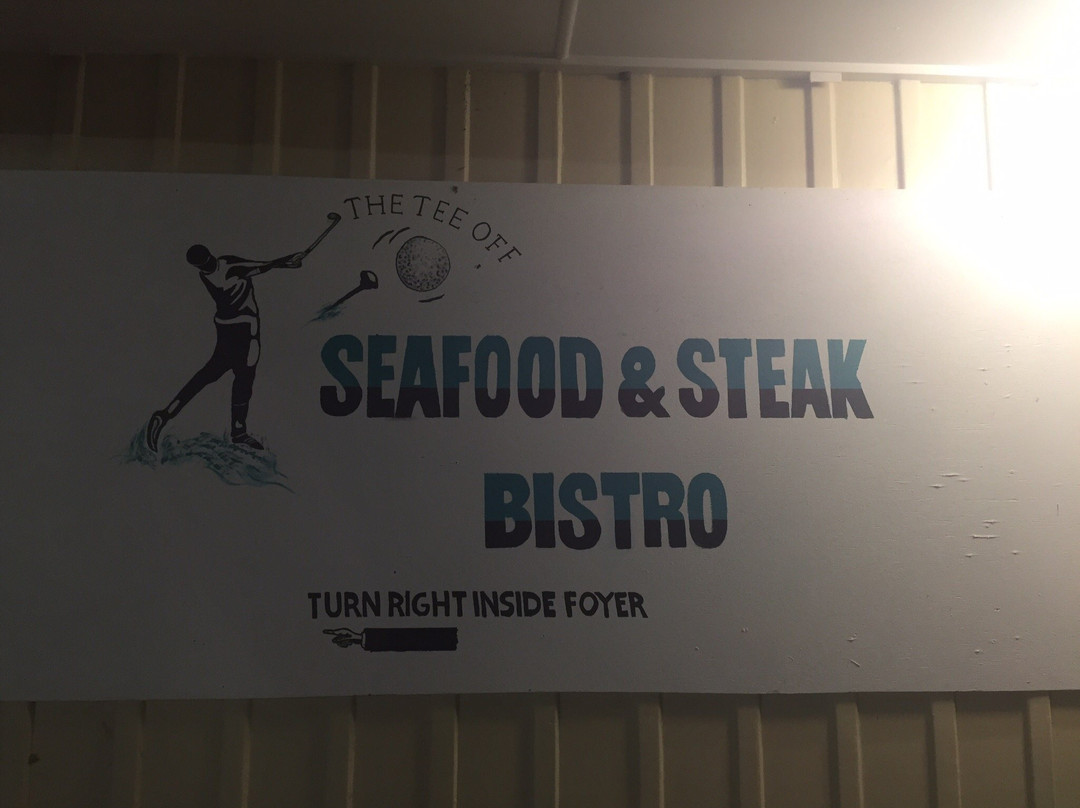 THE TEE OFF
SEAFOOD & STEAK
BISTRO
TURN RIGHT INSIDE FOYER